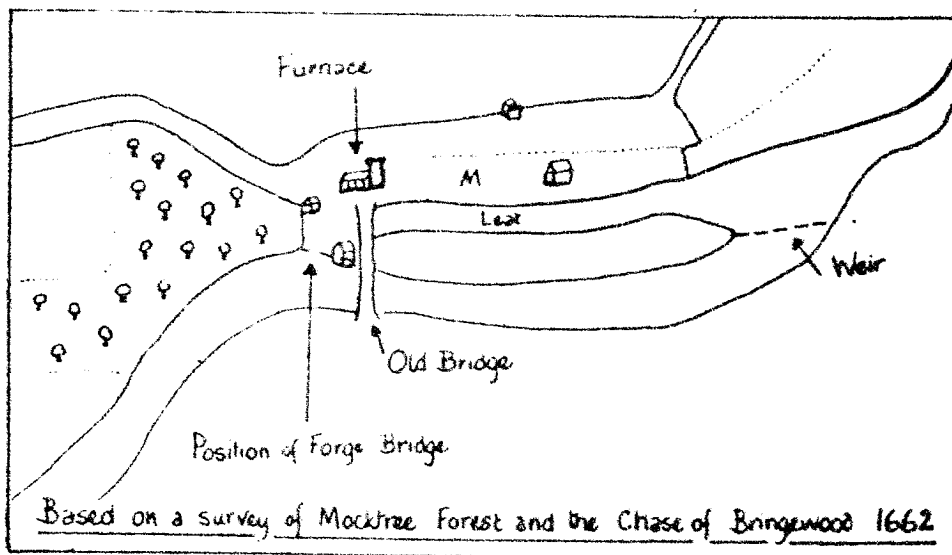 Furnace
M
Leat
Weir
Old Bridge
Position of Forge Bridge
Based on a survey of Mocktree Forest and the Chase of Bringewood 1662